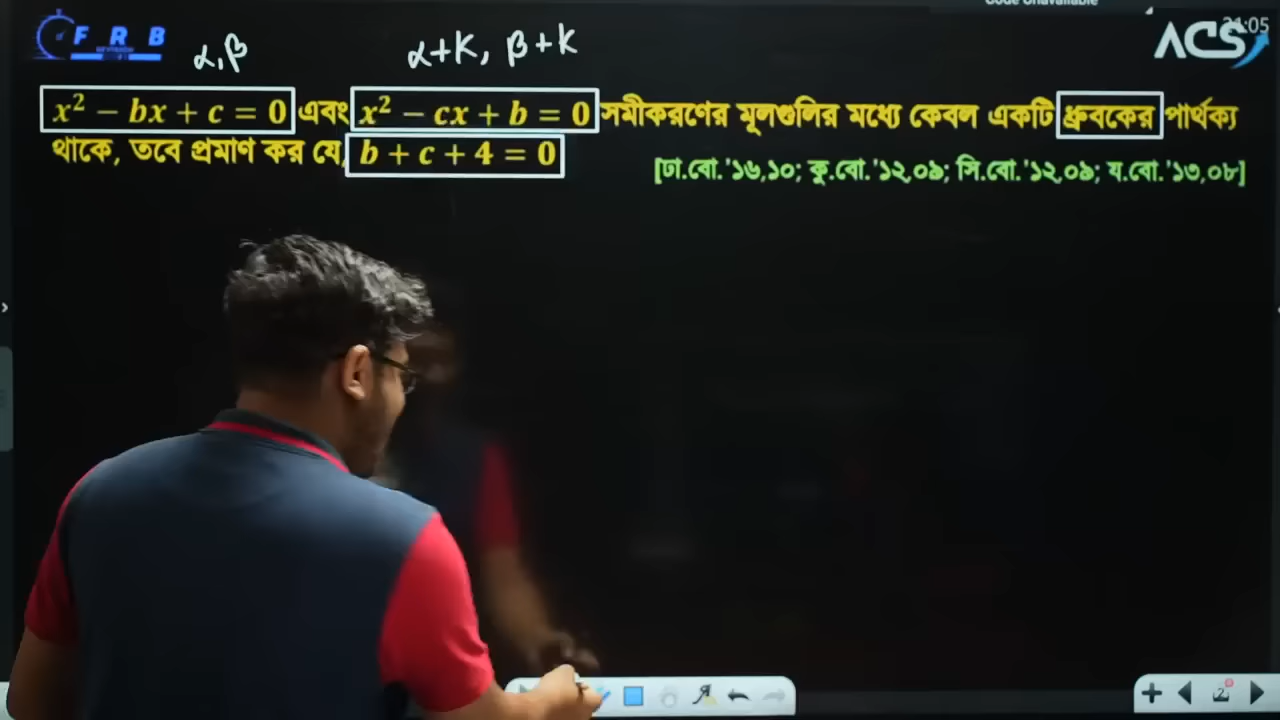 F R B
α,β
α+K, β+K
ACS
x² − bx + c = 0 এবং x² − cx + b = 0 সমীকরণের মূলগুলির মধ্যে কেবল একটি ধ্রুবকের পার্থক্য
থাকে, তবে প্রমাণ কর যে, b + c + 4 = 0
[ঢা.বো.'১৬,১০; কু.বো.'১২,০৯; সি.বো.'১২,০৯; য.বো.'১৩,০৮]